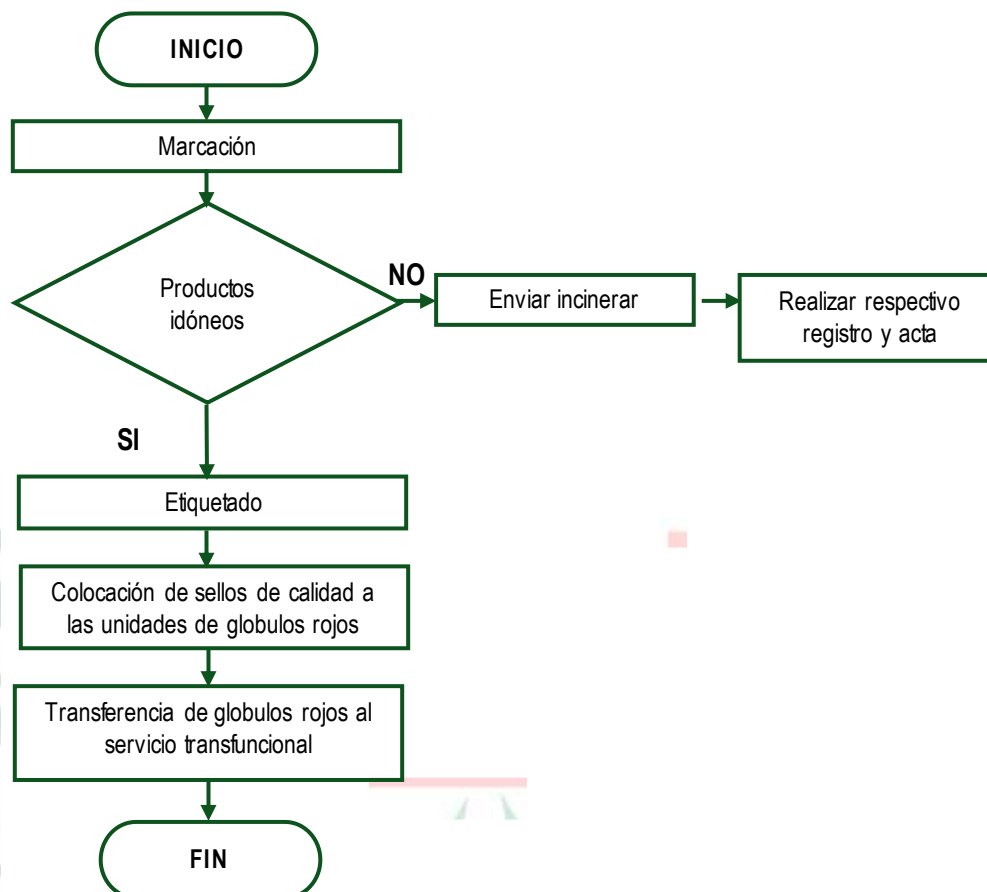 INICIO
Marcación
Productos
idóneos
NO
Enviar incinerar
Realizar respectivo
registro y acta
SI
Etiquetado
Colocación de sellos de calidad a
las unidades de globulos rojos
Transferencia de globulos rojos al
servicio transfuncional
FIN